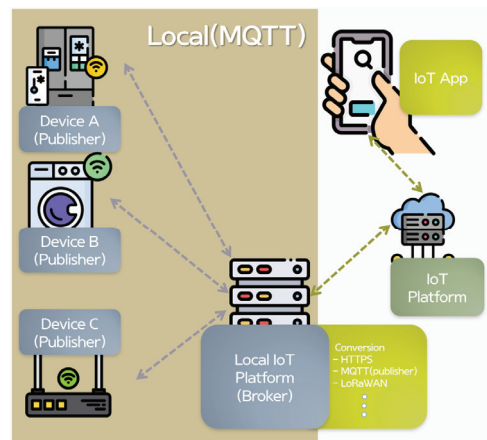 Local(MQTT)
IoT App
Device A
(Publisher)
Device B
(Publisher)
IoT
Platform
Device C
(Publisher)
Local IoT
Platform
(Broker)
Conversion
- HTTPS
- MQTT(publisher)
- LoRaWAN